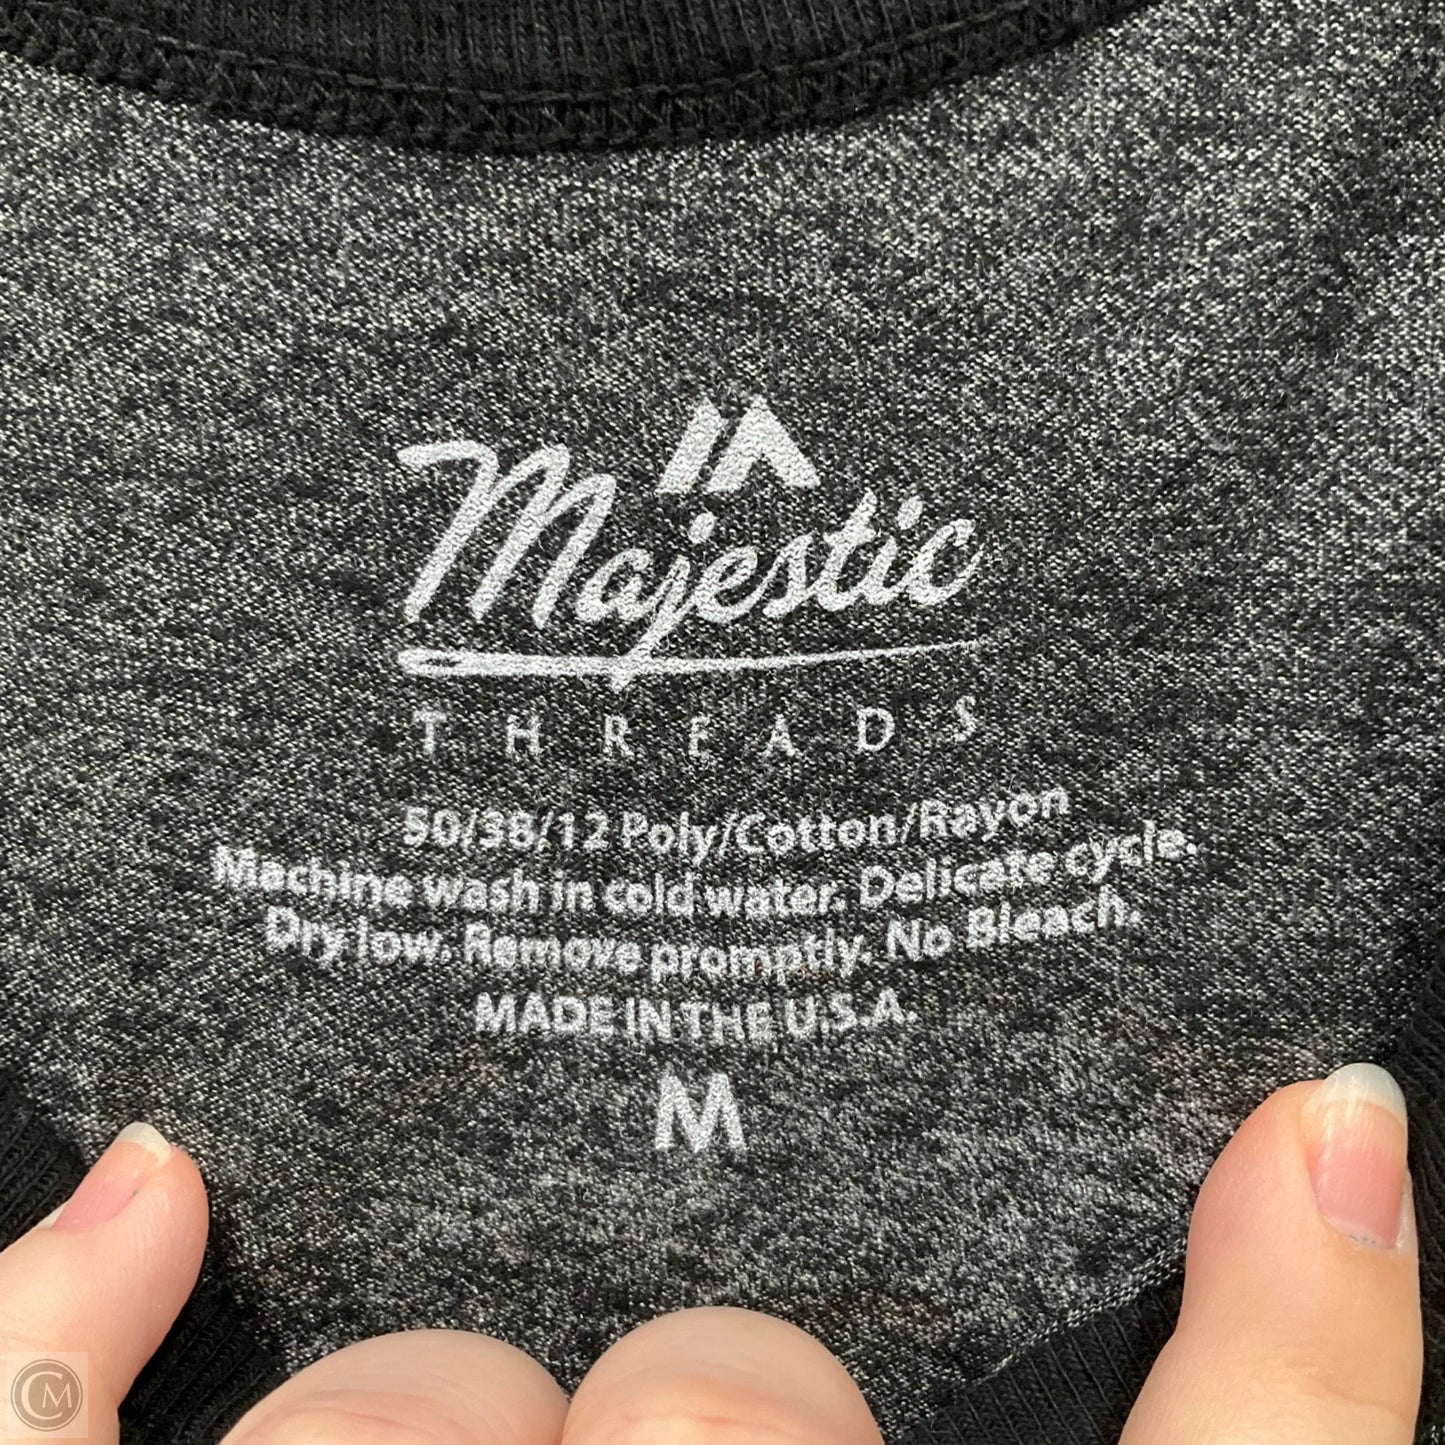 Majestic
THREADS
50/38/12 Poly/Cotton/Rayon
Machine wash in cold water. Delicate cycle.
Dry low. Remove promptly. No Bleach.
MADE IN THE U.S.A.
M
CM